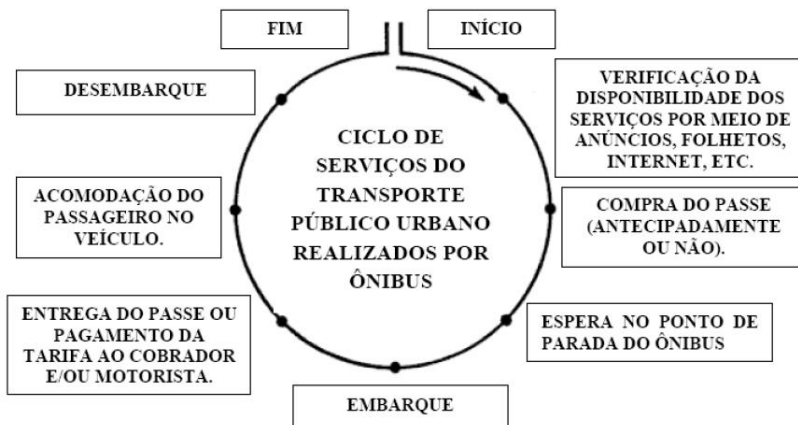 FIM
INÍCIO
VERIFICAÇÃO DA
DISPONIBILIDADE DOS
SERVIÇOS POR MEIO DE
ANÚNCIOS, FOLHETOS,
INTERNET, ETC.
COMPRA DO PASSE
(ANTECIPADAMENTE
OU NÃO).
ESPERA NO PONTO DE
PARADA DO ÔNIBUS
EMBARQUE
ENTREGA DO PASSE OU
PAGAMENTO DA
TARIFA AO COBRADOR
E/OU MOTORISTA.
ACOMODAÇÃO DO
PASSAGEIRO NO
VEÍCULO.
DESEMBARQUE
CICLO DE
SERVIÇOS DO
TRANSPORTE
PÚBLICO URBANO
REALIZADOS POR
ÔNIBUS